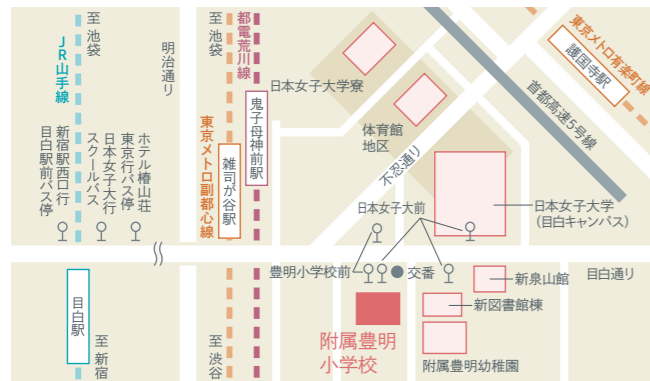 至池袋
JR山手線
明治通り
至池袋
都電荒川線
鬼子母神前駅
東京メトロ副都心線
雑司が谷駅
日本女子大学寮
体育館
地区
不忍通り
東京メトロ有楽町線
護国寺駅
首都高速5号線
ホテル椿山荘
東京行バス停
日本女子大行
スクールバス
新宿駅西口行
目白駅前バス停
日本女子大前
日本女子大学
(目白キャンパス)
豊明小学校前
交番
新泉山館
目白通り
新図書館棟
目白駅
至新宿
至渋谷
附属豊明
小学校
附属豊明幼稚園